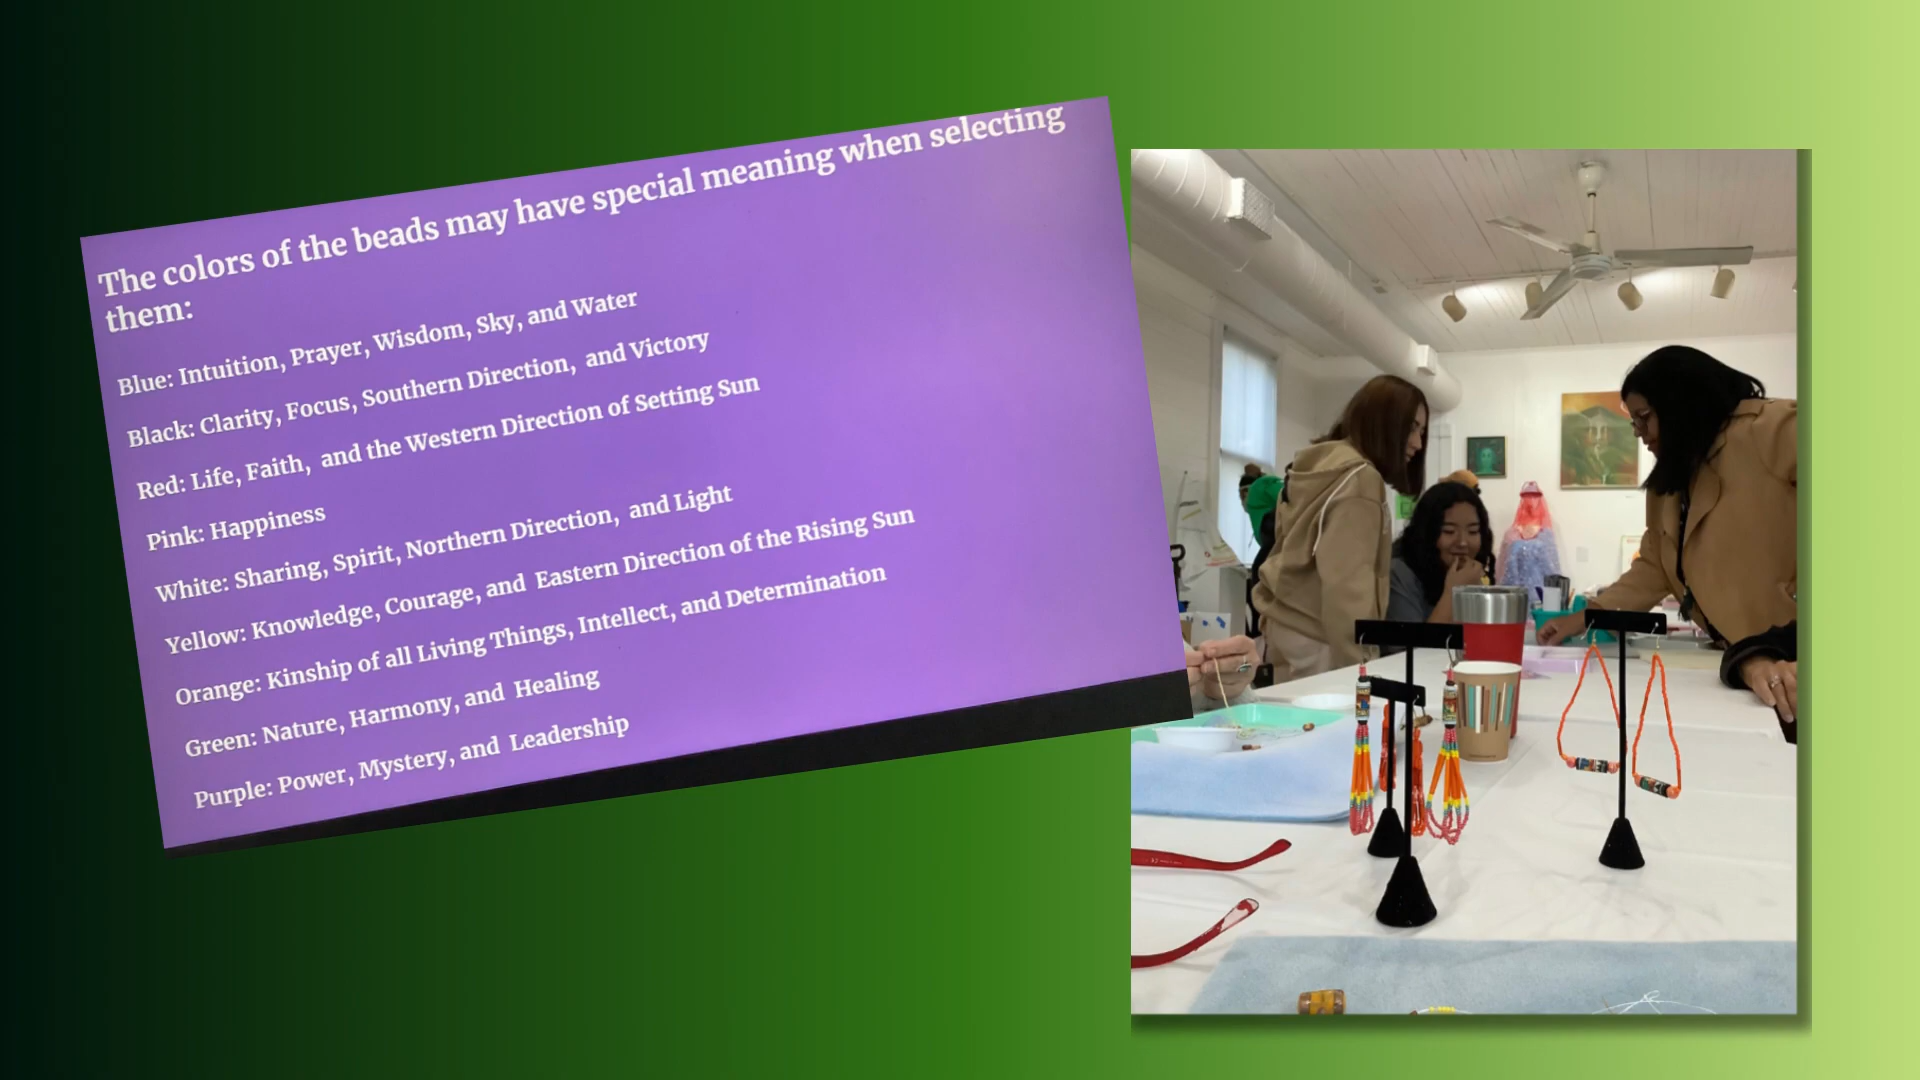 The colors of the beads may have special meaning when selecting
them:
Blue: Intuition, Prayer, Wisdom, Sky, and Water
Black: Clarity, Focus, Southern Direction, and Victory
Red: Life, Faith, and the Western Direction of Setting Sun
Pink: Happiness
White: Sharing, Spirit, Northern Direction, and Light
Yellow: Knowledge, Courage, and Eastern Direction of the Rising Sun
Orange: Kinship of all Living Things, Intellect, and Determination
Green: Nature, Harmony, and Healing
Purple: Power, Mystery, and Leadership